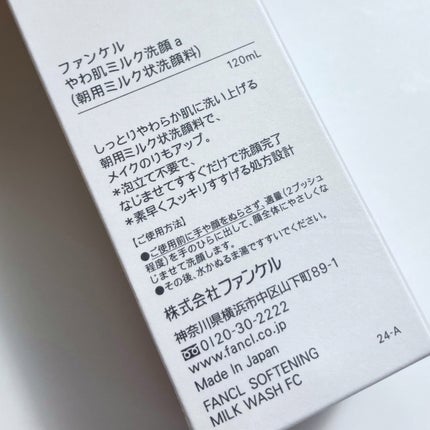 ファンケル
やわ肌ミルク洗顔 a
(朝用ミルク状洗顔料)
120mL
しっとりやわらか肌に洗い上げる
朝用ミルク状洗顔料で、
メイクのりもアップ。
*泡立て不要で、
なじませてすすぐだけで洗顔完了
*素早くスッキリすすげる処方設計
[ご使用方法]
●ご使用前に手や顔をぬらさず、適量(2プッシュ
程度)を手のひらに出して、顔全体にやさしくな
じませて洗顔します。
●その後、水かぬるま湯ですすいでください。
株式会社ファンケル
神奈川県横浜市中区山下町89-1
0120-30-2222
www.fancl.co.jp
Made In Japan
FANCL SOFTENING
MILK WASH FC
24-A